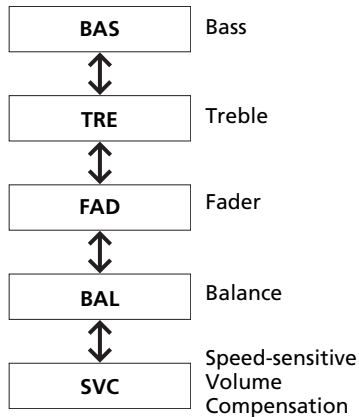 BAS Bass
TRE Treble
FAD Fader
BAL Balance
SVC Speed-sensitive
Volume
Compensation